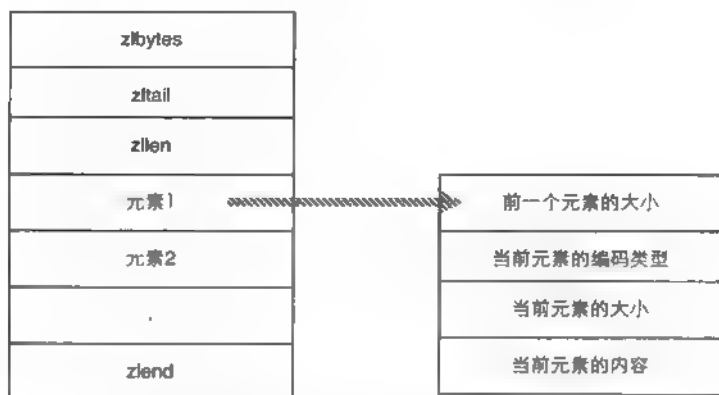 zlbytes
zltail
zllen
元素1
元素2
.
zlend
前一个元素的大小
当前元素的编码类型
当前元素的大小
当前元素的内容